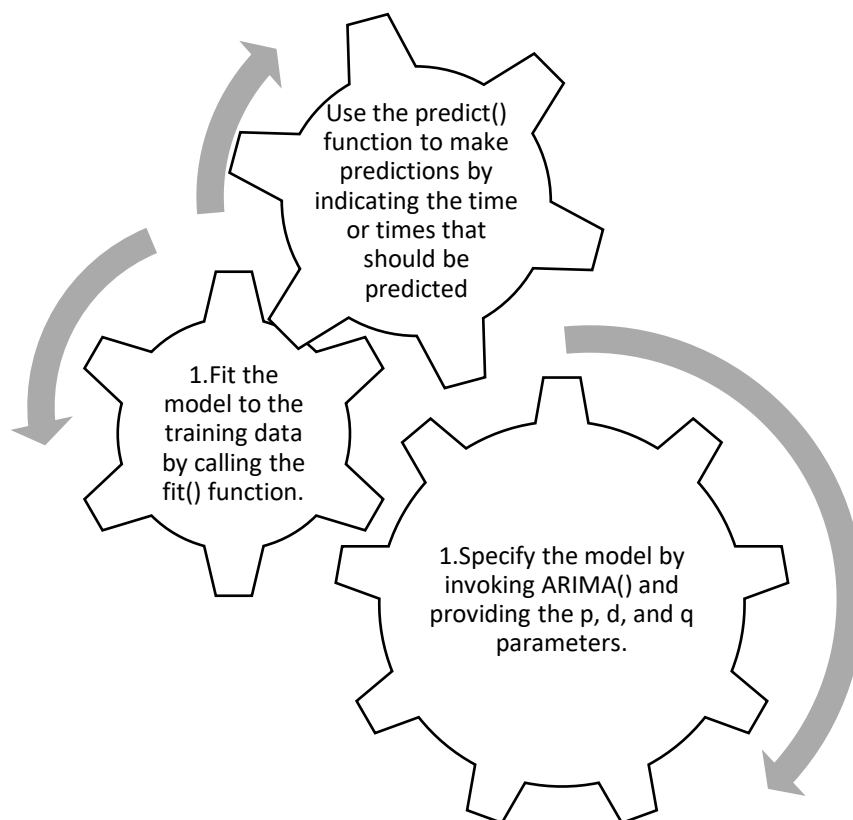 Use the predict()
function to make
predictions by
indicating the time
or times that
should be
predicted
1.Fit the
model to the
training data
by calling the
fit() function.
1.Specify the model by
invoking ARIMA() and
providing the p, d, and q
parameters.